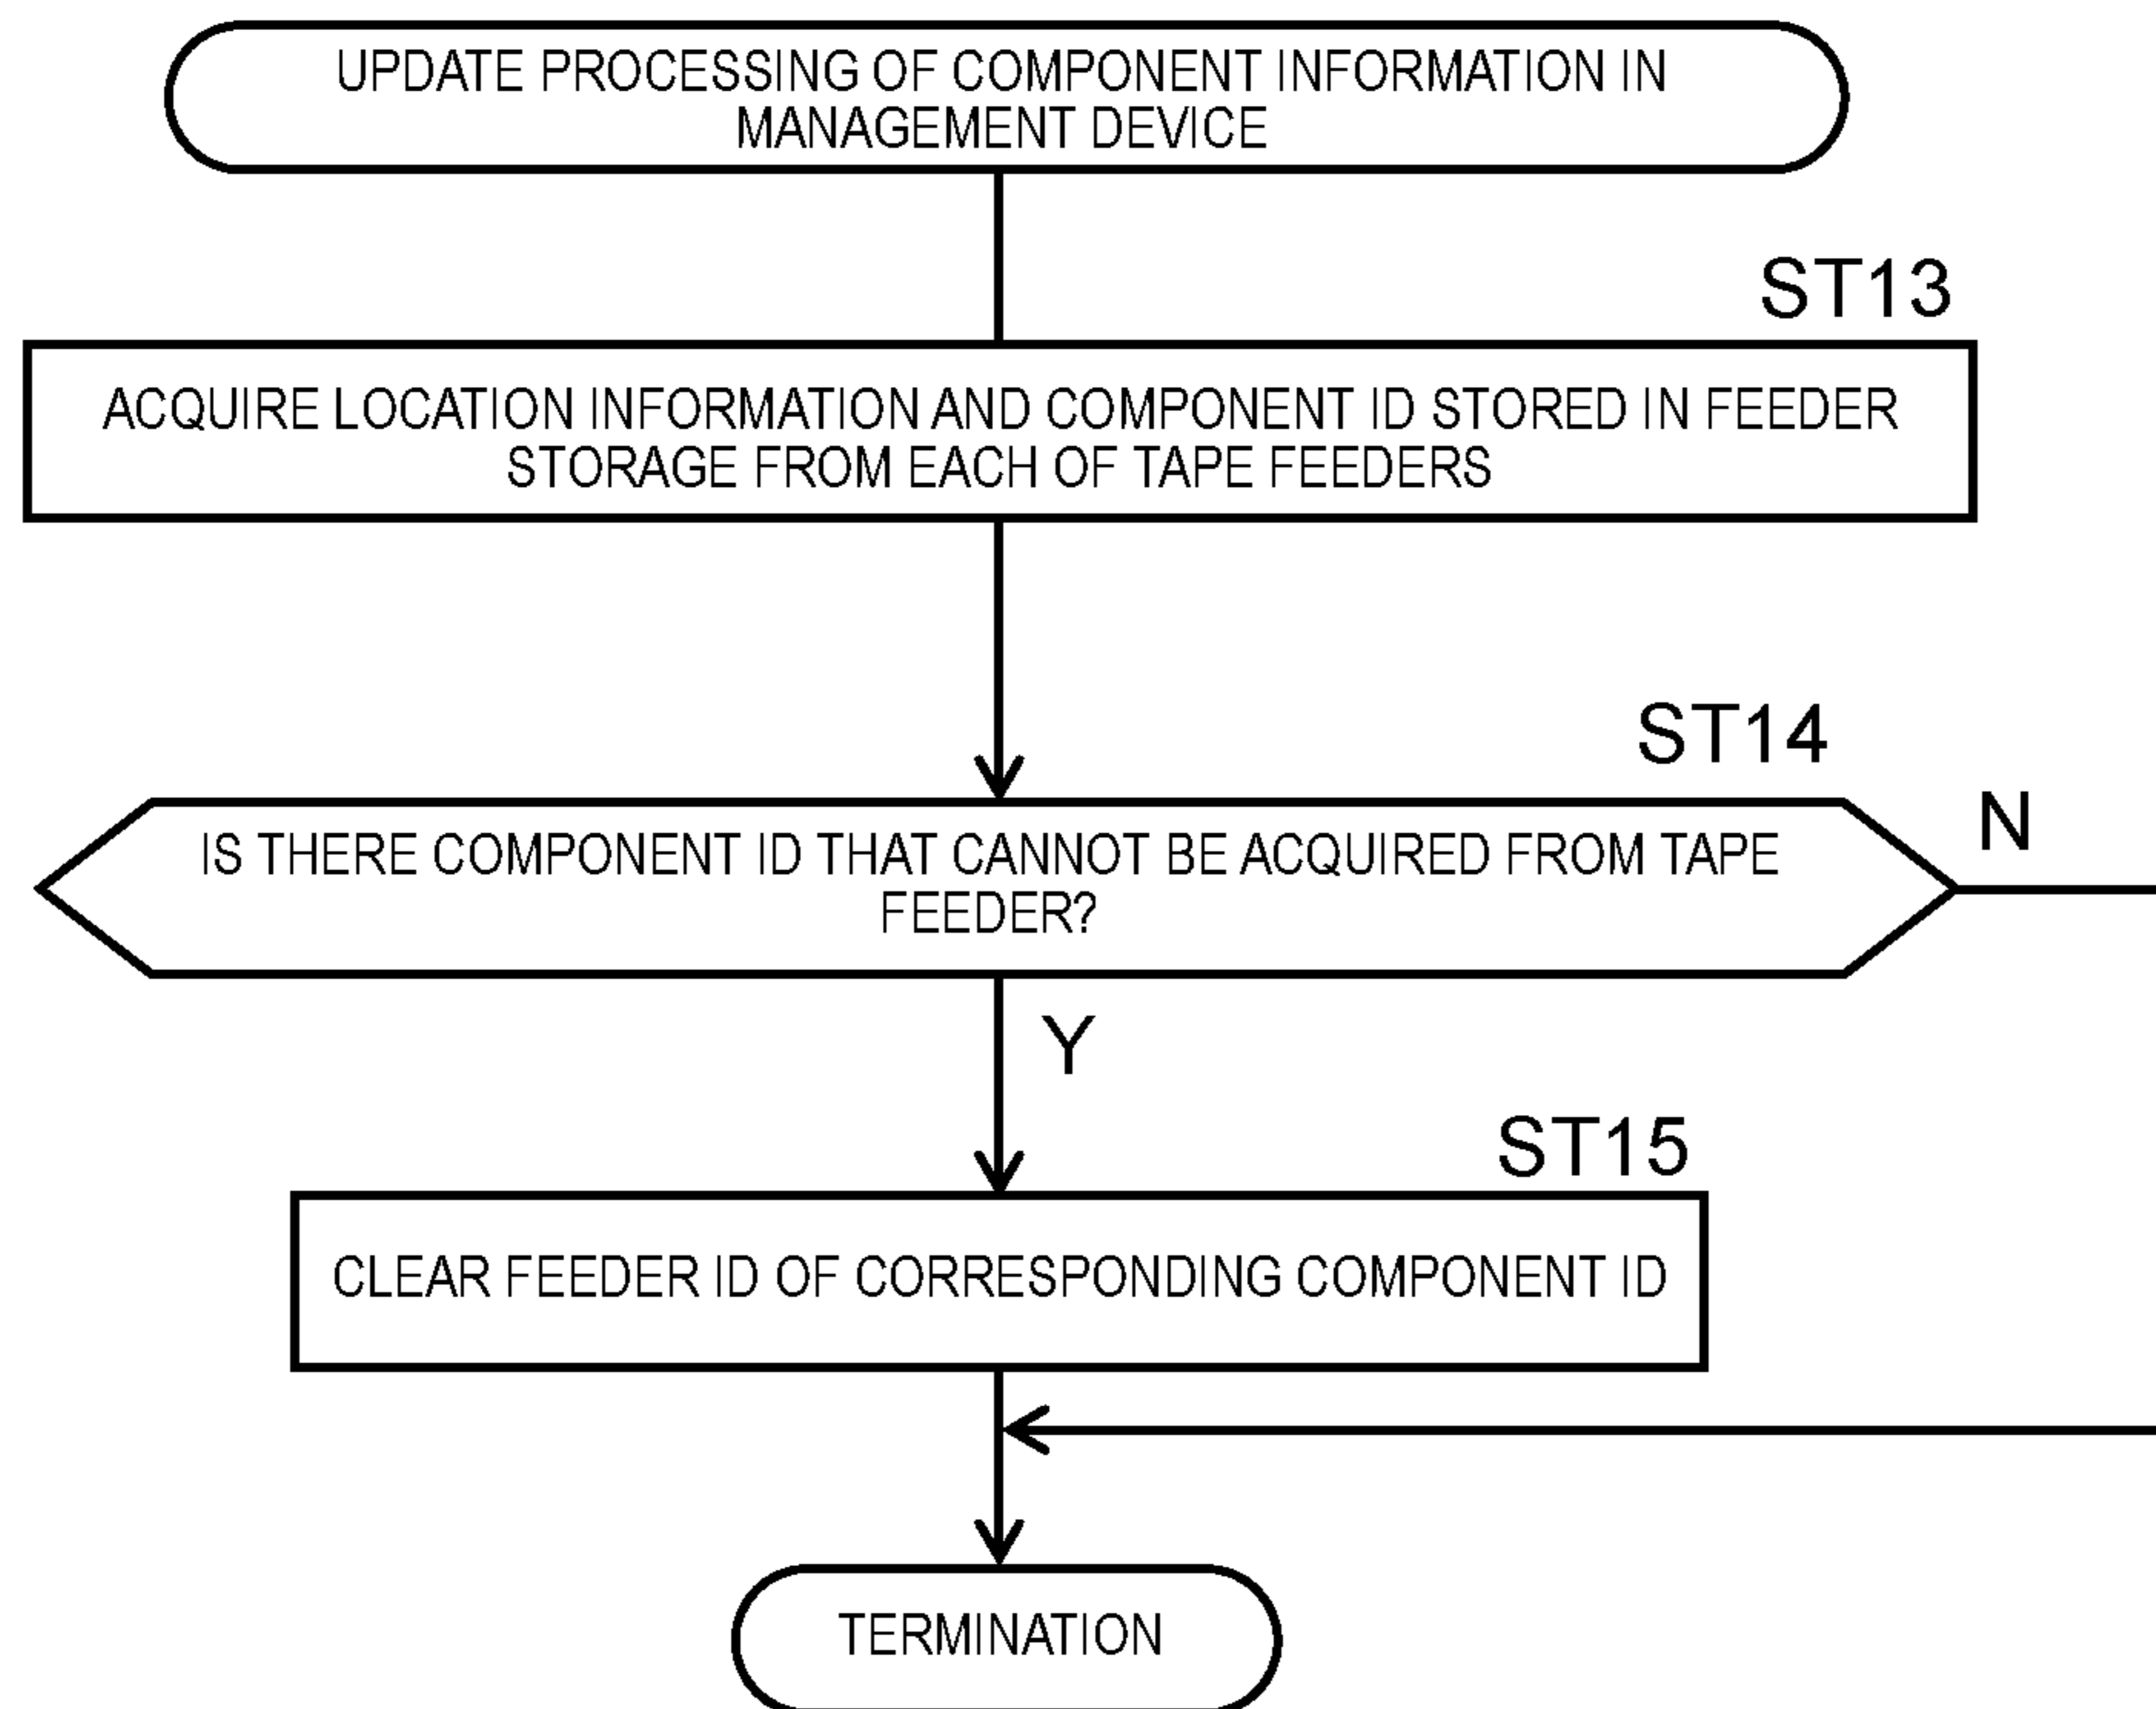 UPDATE PROCESSING OF COMPONENT INFORMATION IN
MANAGEMENT DEVICE
ST13
ACQUIRE LOCATION INFORMATION AND COMPONENT ID STORED IN FEEDER
STORAGE FROM EACH OF TAPE FEEDERS
ST14
IS THERE COMPONENT ID THAT CANNOT BE ACQUIRED FROM TAPE
FEEDER?
N
Y
ST15
CLEAR FEEDER ID OF CORRESPONDING COMPONENT ID
TERMINATION